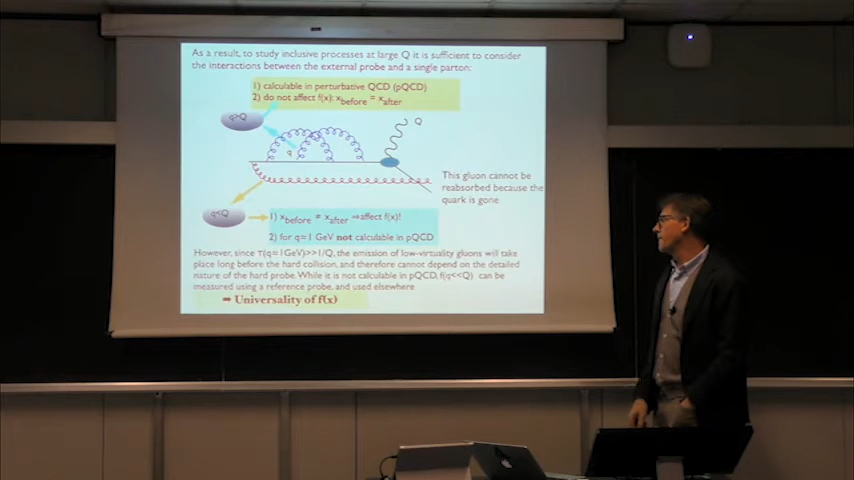 As a result, to study inclusive processes at large Q it is sufficient to consider
the interactions between the external probe and a single parton:
1) calculable in perturbative QCD (pQCD)
2) do not affect f(x): xbefore = xafter
q>Q
Q
q
This gluon cannot be
reabsorbed because the
quark is gone
q<Q
1) xbefore = xafter ⇒affect f(x)!
2) for q≈1 GeV not calculable in pQCD
However, since τ(q≈1GeV)>>1/Q, the emission of low-virtuality gluons will take
place long before the hard collision, and therefore cannot depend on the detailed
nature of the hard probe. While it is not calculable in pQCD, f(q<<Q) can be
measured using a reference probe, and used elsewhere
➡ Universality of f(x)